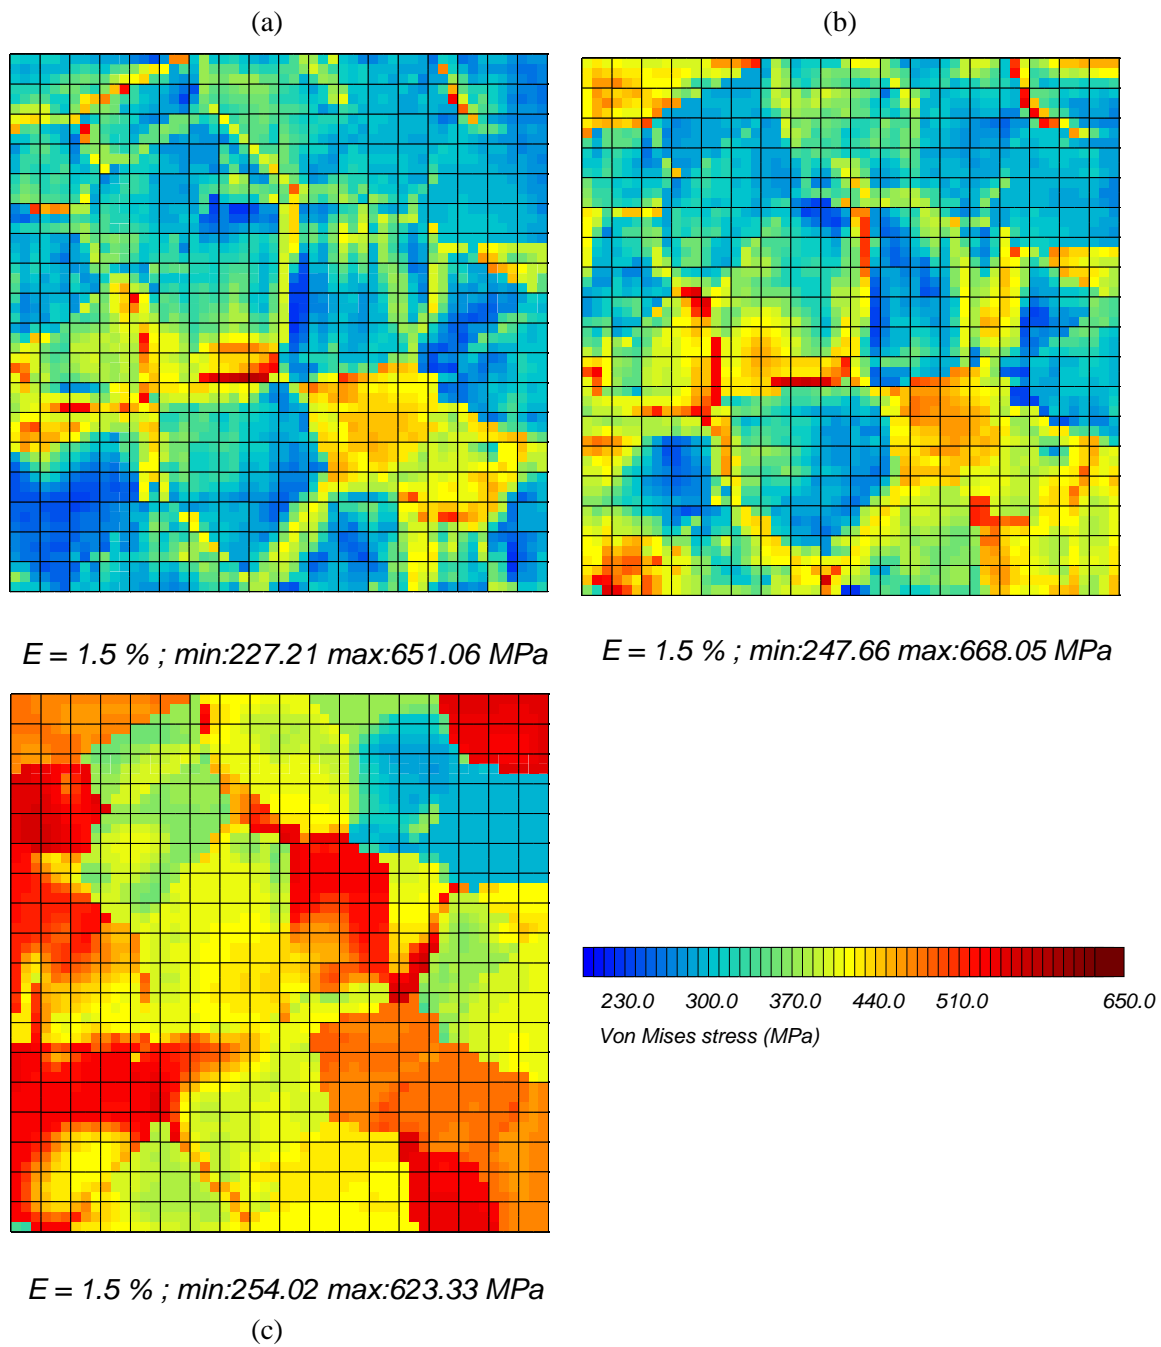 (a) (b)
E = 1.5 % ; min:227.21 max:651.06 MPa
E = 1.5 % ; min:247.66 max:668.05 MPa
230.0 300.0 370.0 440.0 510.0 650.0
Von Mises stress (MPa)
E = 1.5 % ; min:254.02 max:623.33 MPa
(c)